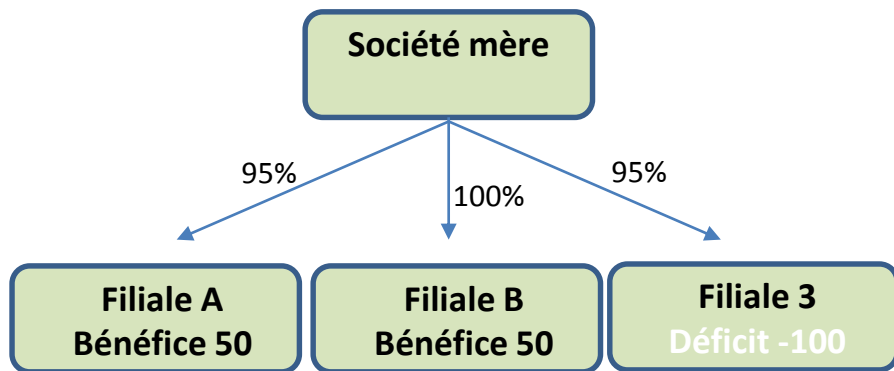 Société mère
95%
100%
95%
Filiale A
Bénéfice 50
Filiale B
Bénéfice 50
Filiale 3
Déficit -100